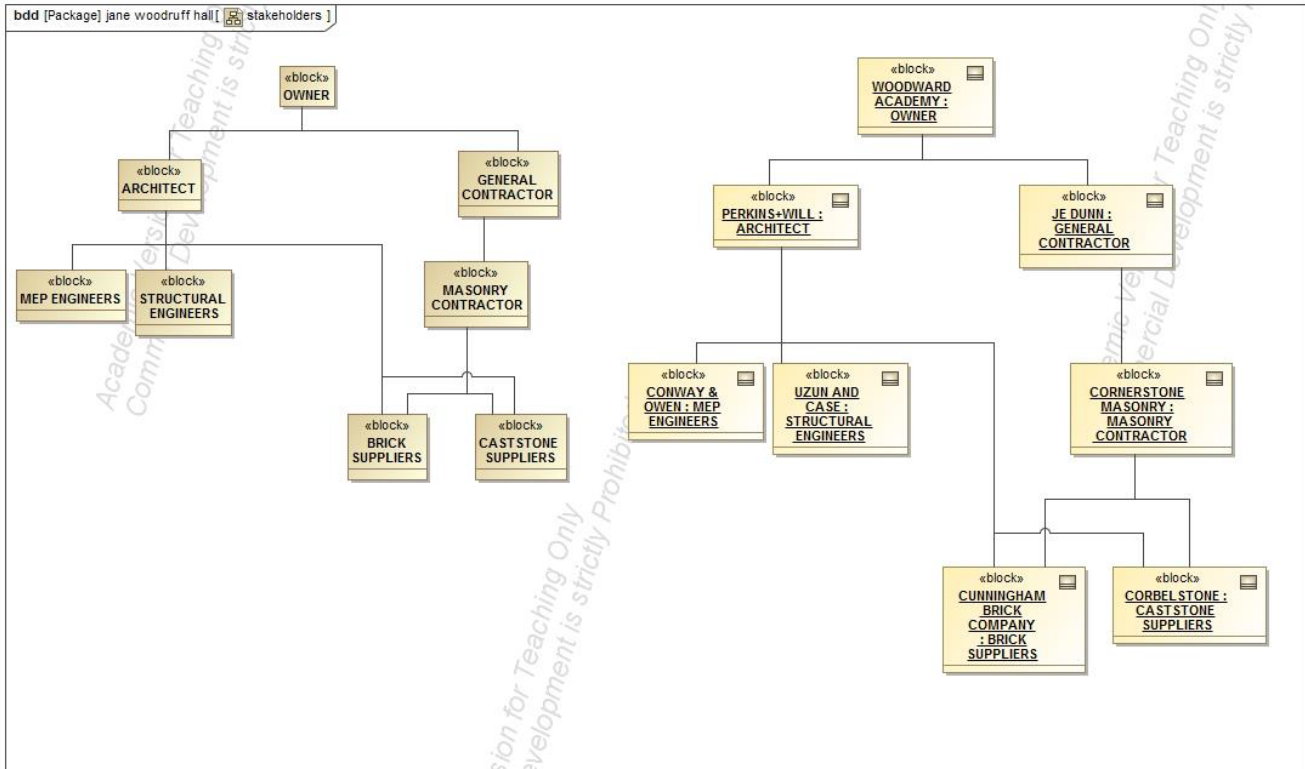 bdd [Package] jane woodruff hall[ stakeholders ]
«block»
OWNER
«block»
ARCHITECT
«block»
GENERAL
CONTRACTOR
«block»
MEP ENGINEERS
«block»
STRUCTURAL
ENGINEERS
«block»
MASONRY
CONTRACTOR
«block»
BRICK
SUPPLIERS
«block»
CASTSTONE
SUPPLIERS
«block»
WOODWARD
ACADEMY :
OWNER
«block»
PERKINS+WILL :
ARCHITECT
«block»
JE DUNN :
GENERAL
CONTRACTOR
«block»
CONWAY &
OWEN : MEP
ENGINEERS
«block»
UZUN AND
CASE :
STRUCTURAL
ENGINEERS
«block»
CORNERSTONE
MASONRY :
MASONRY
CONTRACTOR
«block»
CUNNINGHAM
BRICK
COMPANY
: BRICK
SUPPLIERS
«block»
CORBELSTONE :
CASTSTONE
SUPPLIERS
for Teaching Only
Development is strictly Prohibited